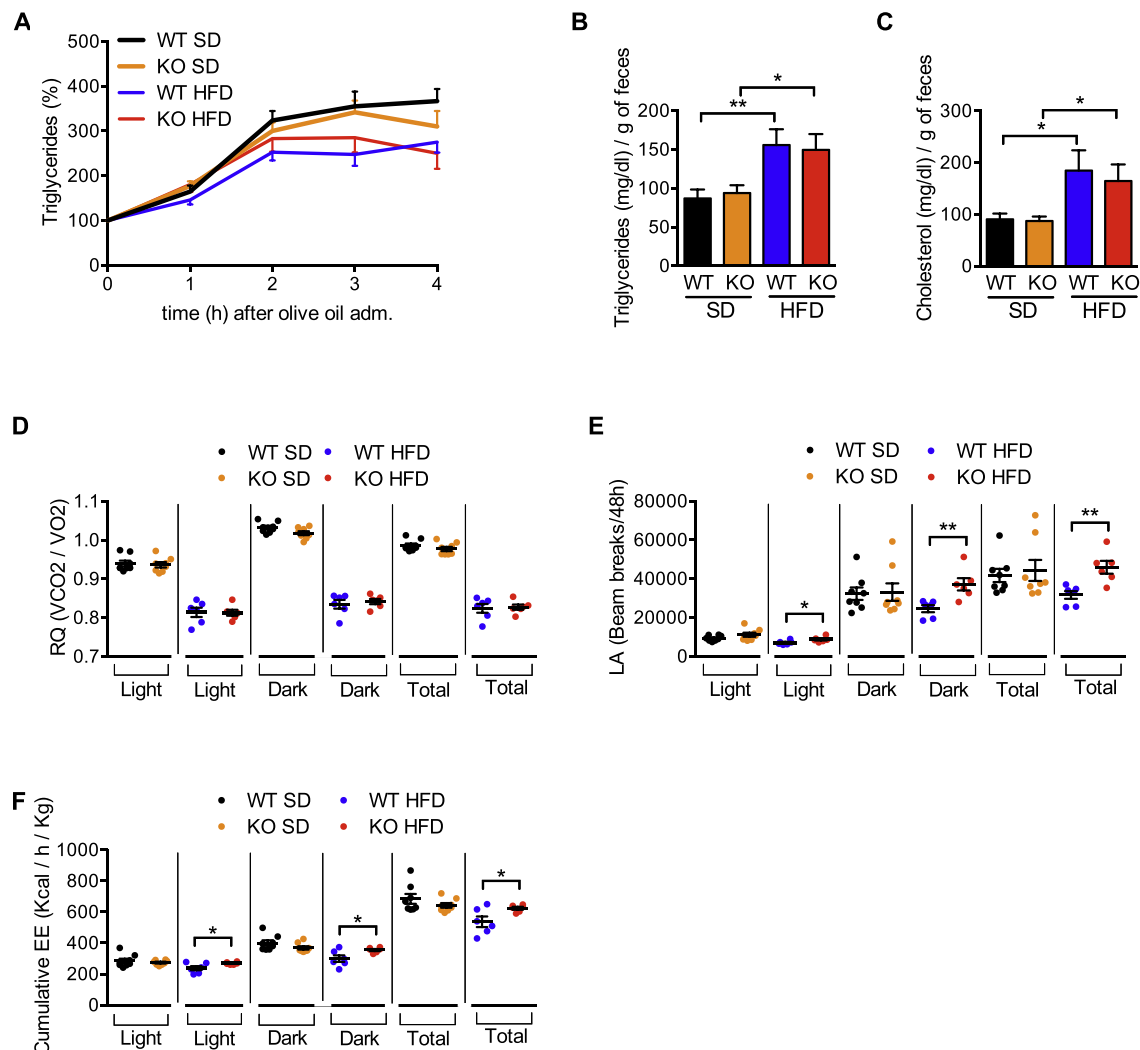 A
WT SD
KO SD
WT HFD
KO HFD
Triglycerides (%)
500
400
300
200
100
0
0 1 2 3 4
time (h) after olive oil adm.
B
Triglycerides (mg/dl) / g of feces
200
150
100
50
0
**
*
WT KO WT KO
SD HFD
C
Cholesterol (mg/dl) / g of feces
300
200
100
0
*
*
WT KO WT KO
SD HFD
D
WT SD WT HFD
KO SD KO HFD
RQ (VCO2 / VO2)
1.1
1.0
0.9
0.8
0.7
Light Light Dark Dark Total Total
E
WT SD WT HFD
KO SD KO HFD
LA (Beam breaks/48h)
80000
60000
40000
20000
0
*
**
**
Light Light Dark Dark Total Total
F
WT SD WT HFD
KO SD KO HFD
Cumulative EE (Kcal / h / Kg)
1000
800
600
400
200
0
*
*
*
Light Light Dark Dark Total Total